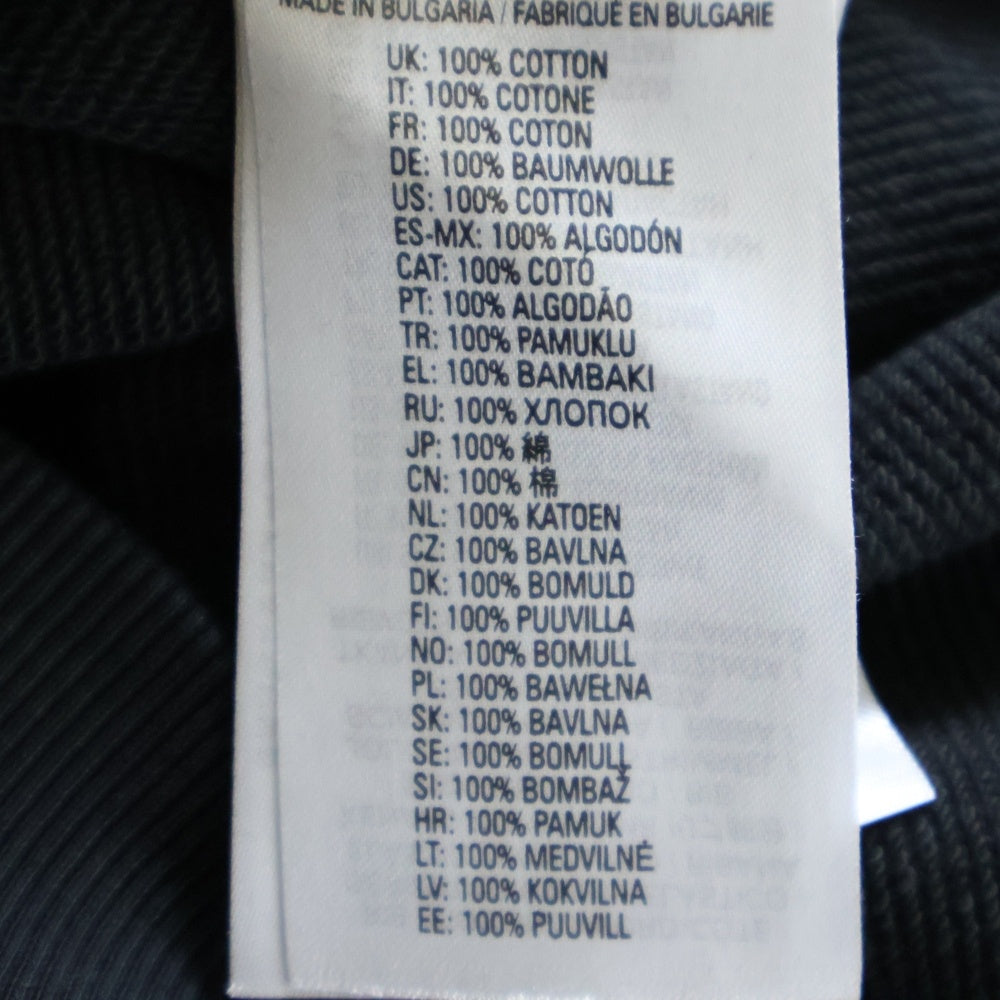 MADE IN BULGARIA / FABRIQUÉ EN BULGARIE
UK: 100% COTTON
IT: 100% COTONE
FR: 100% COTON
DE: 100% BAUMWOLLE
US: 100% COTTON
ES-MX: 100% ALGODÓN
CAT: 100% COTÓ
PT: 100% ALGODÃO
TR: 100% PAMUKLU
EL: 100% BAMBAKI
RU: 100% ХЛОПОК
JP: 100% 綿
CN: 100% 棉
NL: 100% KATOEN
CZ: 100% BAVLNA
DK: 100% BOMULD
FI: 100% PUUVILLA
NO: 100% BOMULL
PL: 100% BAWEŁNA
SK: 100% BAVLNA
SE: 100% BOMULL
SI: 100% BOMBAŽ
HR: 100% PAMUK
LT: 100% MEDVILNĖ
LV: 100% KOKVILNA
EE: 100% PUUVILL